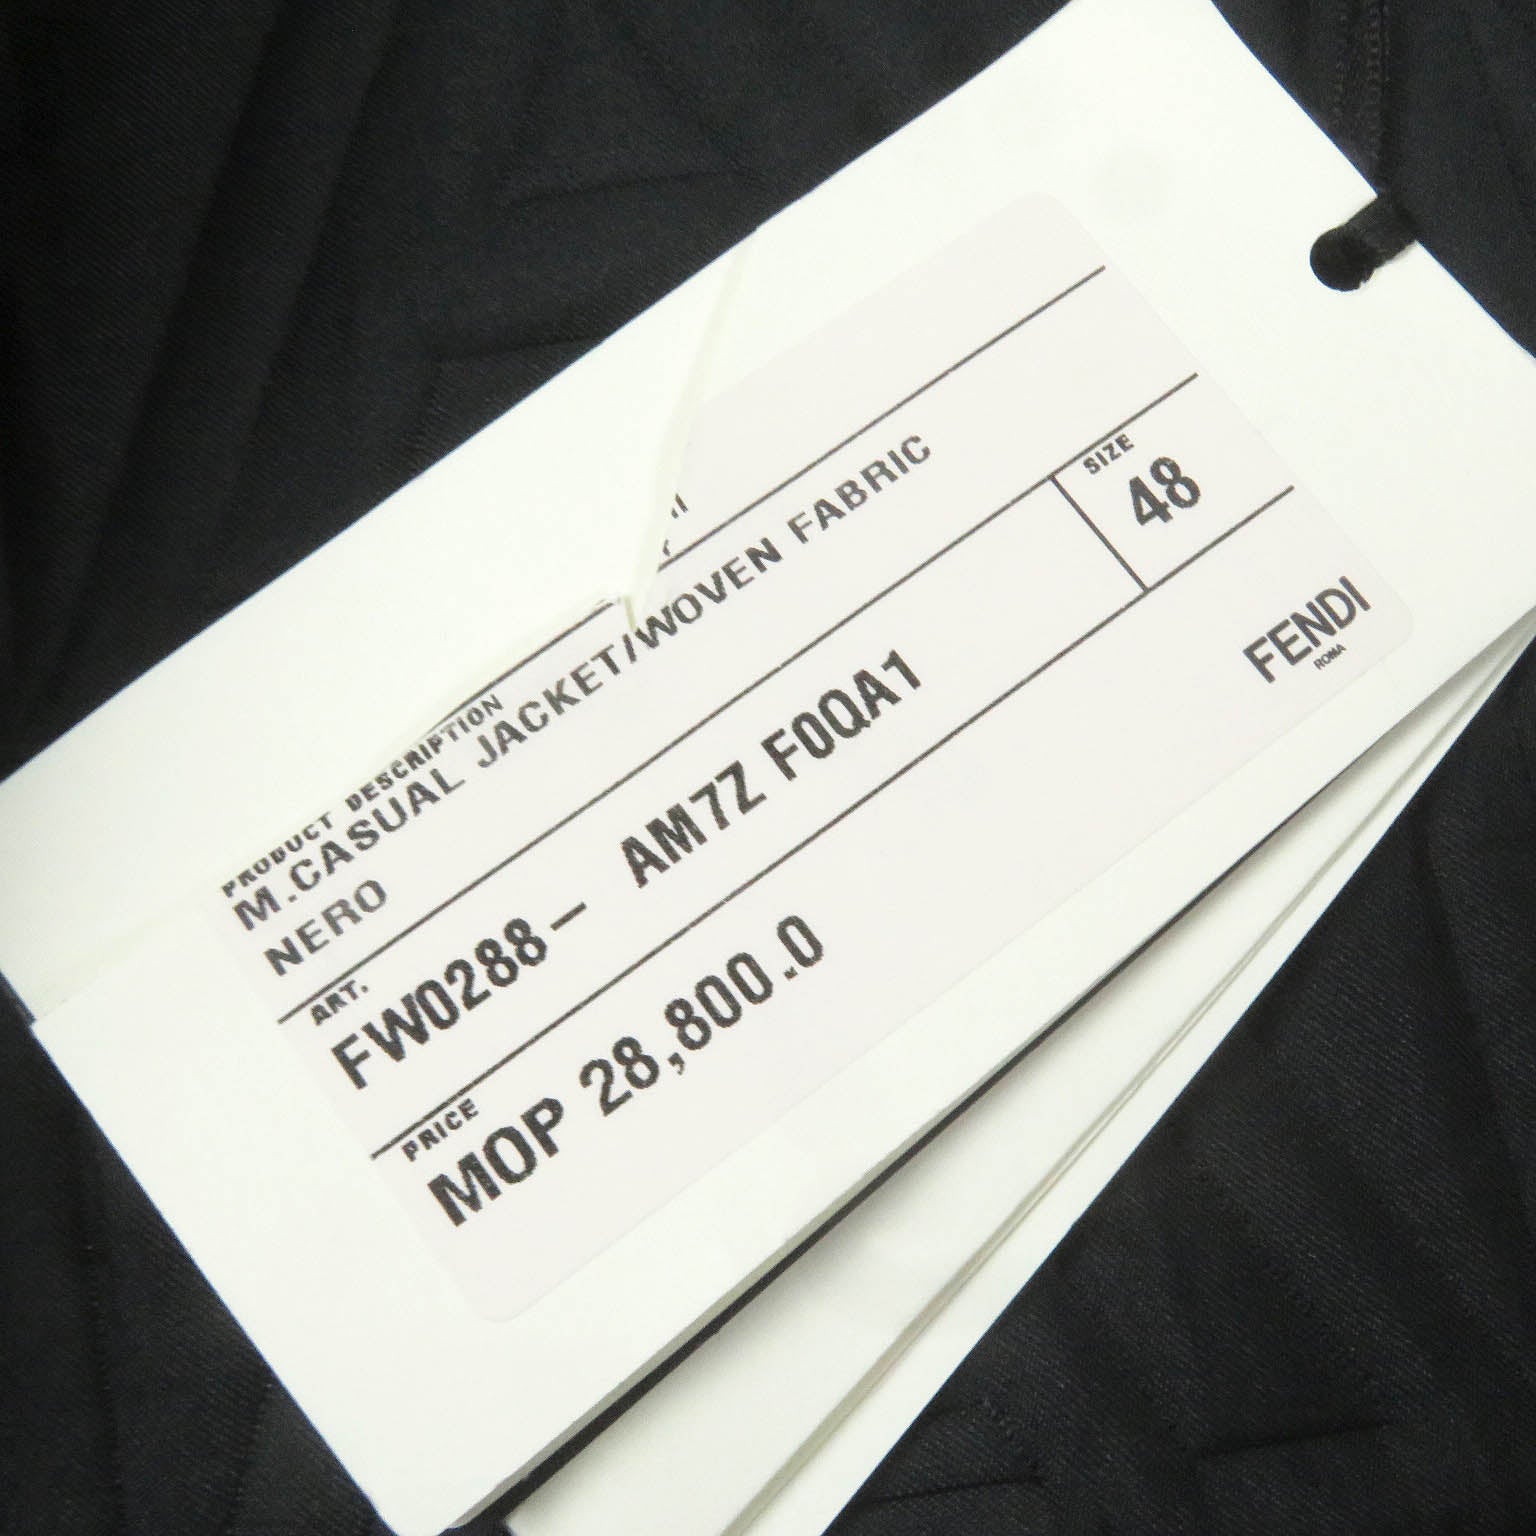 PRODUCT DESCRIPTION
M.CASUAL JACKET/WOVEN FABRIC
NERO
SIZE
48
ART.
FW0288- AM7Z F0QA1
PRICE
MOP 28,800.0
FENDI
ROMA